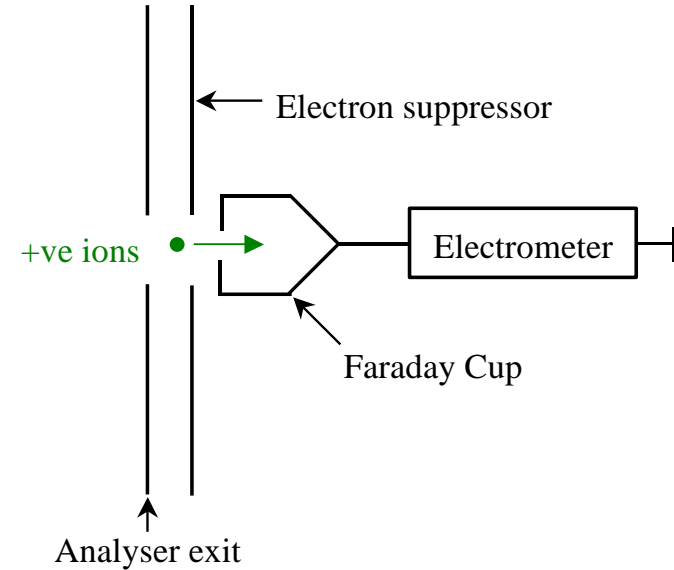 Electron suppressor
+ve ions
Electrometer
Faraday Cup
Analyser exit